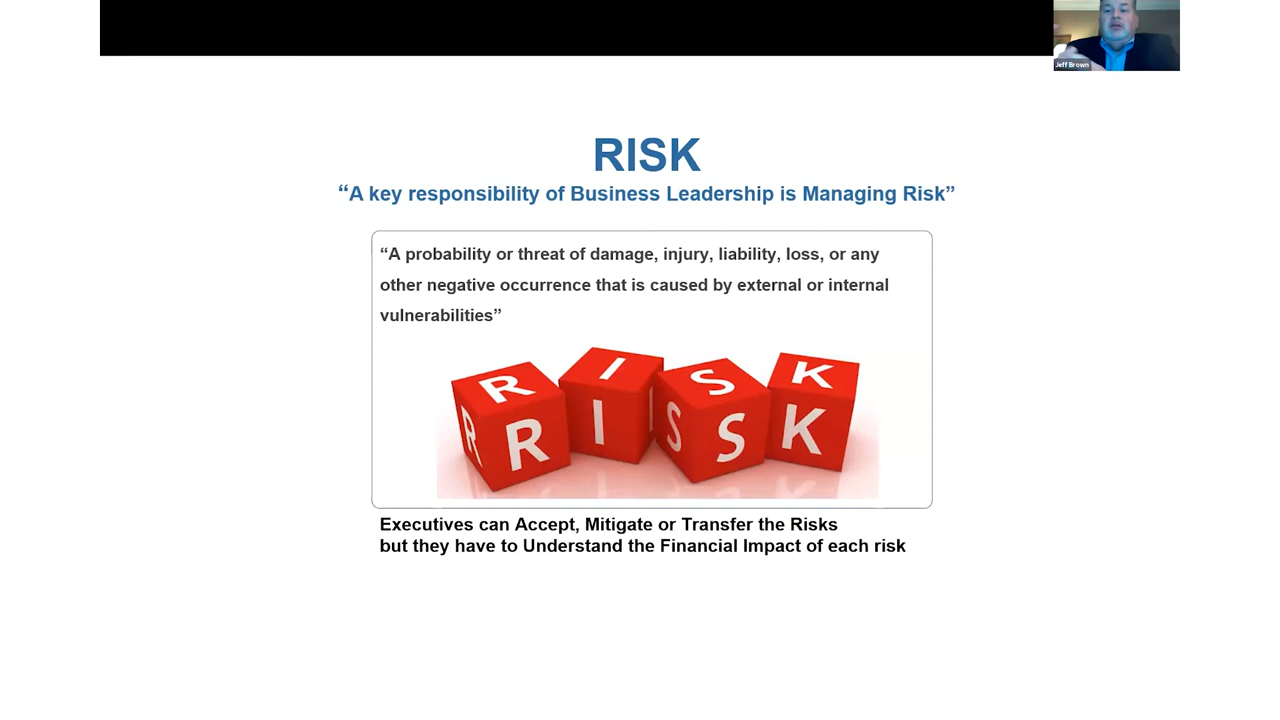 Jeff Brown
RISK
“A key responsibility of Business Leadership is Managing Risk”
“A probability or threat of damage, injury, liability, loss, or any
other negative occurrence that is caused by external or internal
vulnerabilities”
R I S K
R R I I S S K
Executives can Accept, Mitigate or Transfer the Risks
but they have to Understand the Financial Impact of each risk